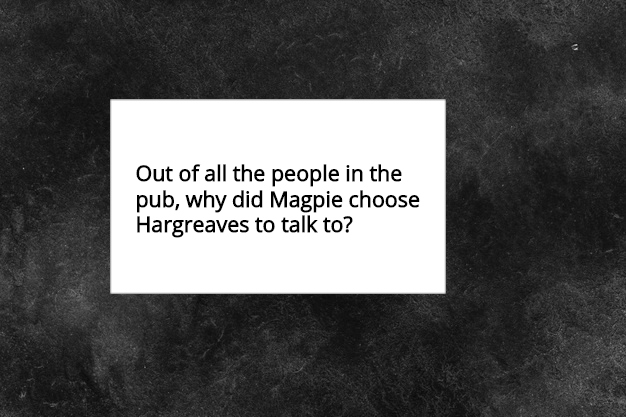 Out of all the people in the
pub, why did Magpie choose
Hargreaves to talk to?